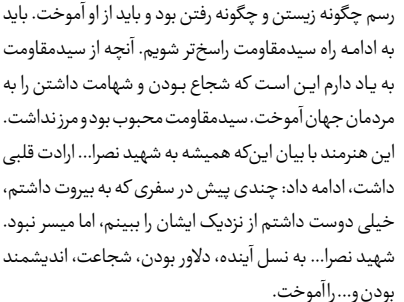 رسم چگونه زیستن و چگونه رفتن بود و باید از او آموخت. باید
به ادامه راه سیدمقاومت راسخ‌تر شویم. آنچه از سیدمقاومت
به یاد دارم این است که شجاع بودن و شهامت داشتن را به
مردمان جهان آموخت. سیدمقاومت محبوب بود و مرز نداشت.
این هنرمند با بیان این‌که همیشه به شهید نصرا... ارادت قلبی
داشت، ادامه داد: چندی پیش در سفری که به بیروت داشتم،
خیلی دوست داشتم از نزدیک ایشان را ببینم، اما میسر نبود.
شهید نصرا... به نسل آینده، دلاور بودن، شجاعت، اندیشمند
بودن و... را آموخت.